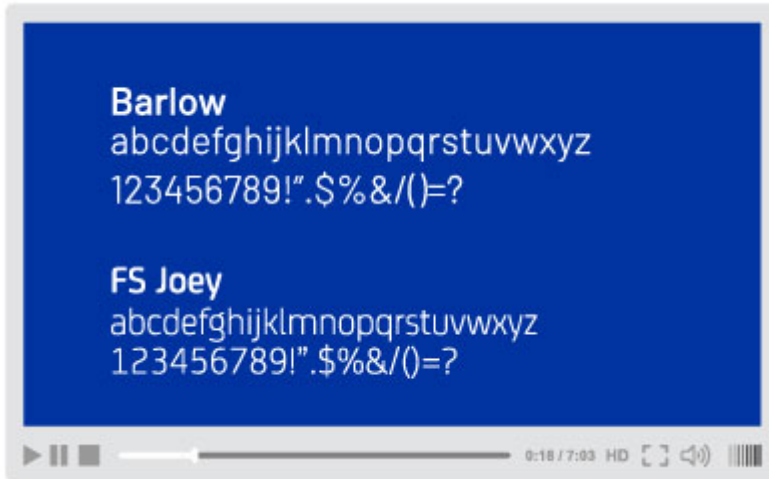 Barlow
abcdefghijklmnopqrstuvwxyz
123456789!".$%&/()=?
FS Joey
abcdefghijklmnopqrstuvwxyz
123456789!".$%&/()=?
0:18 / 7:03 HD